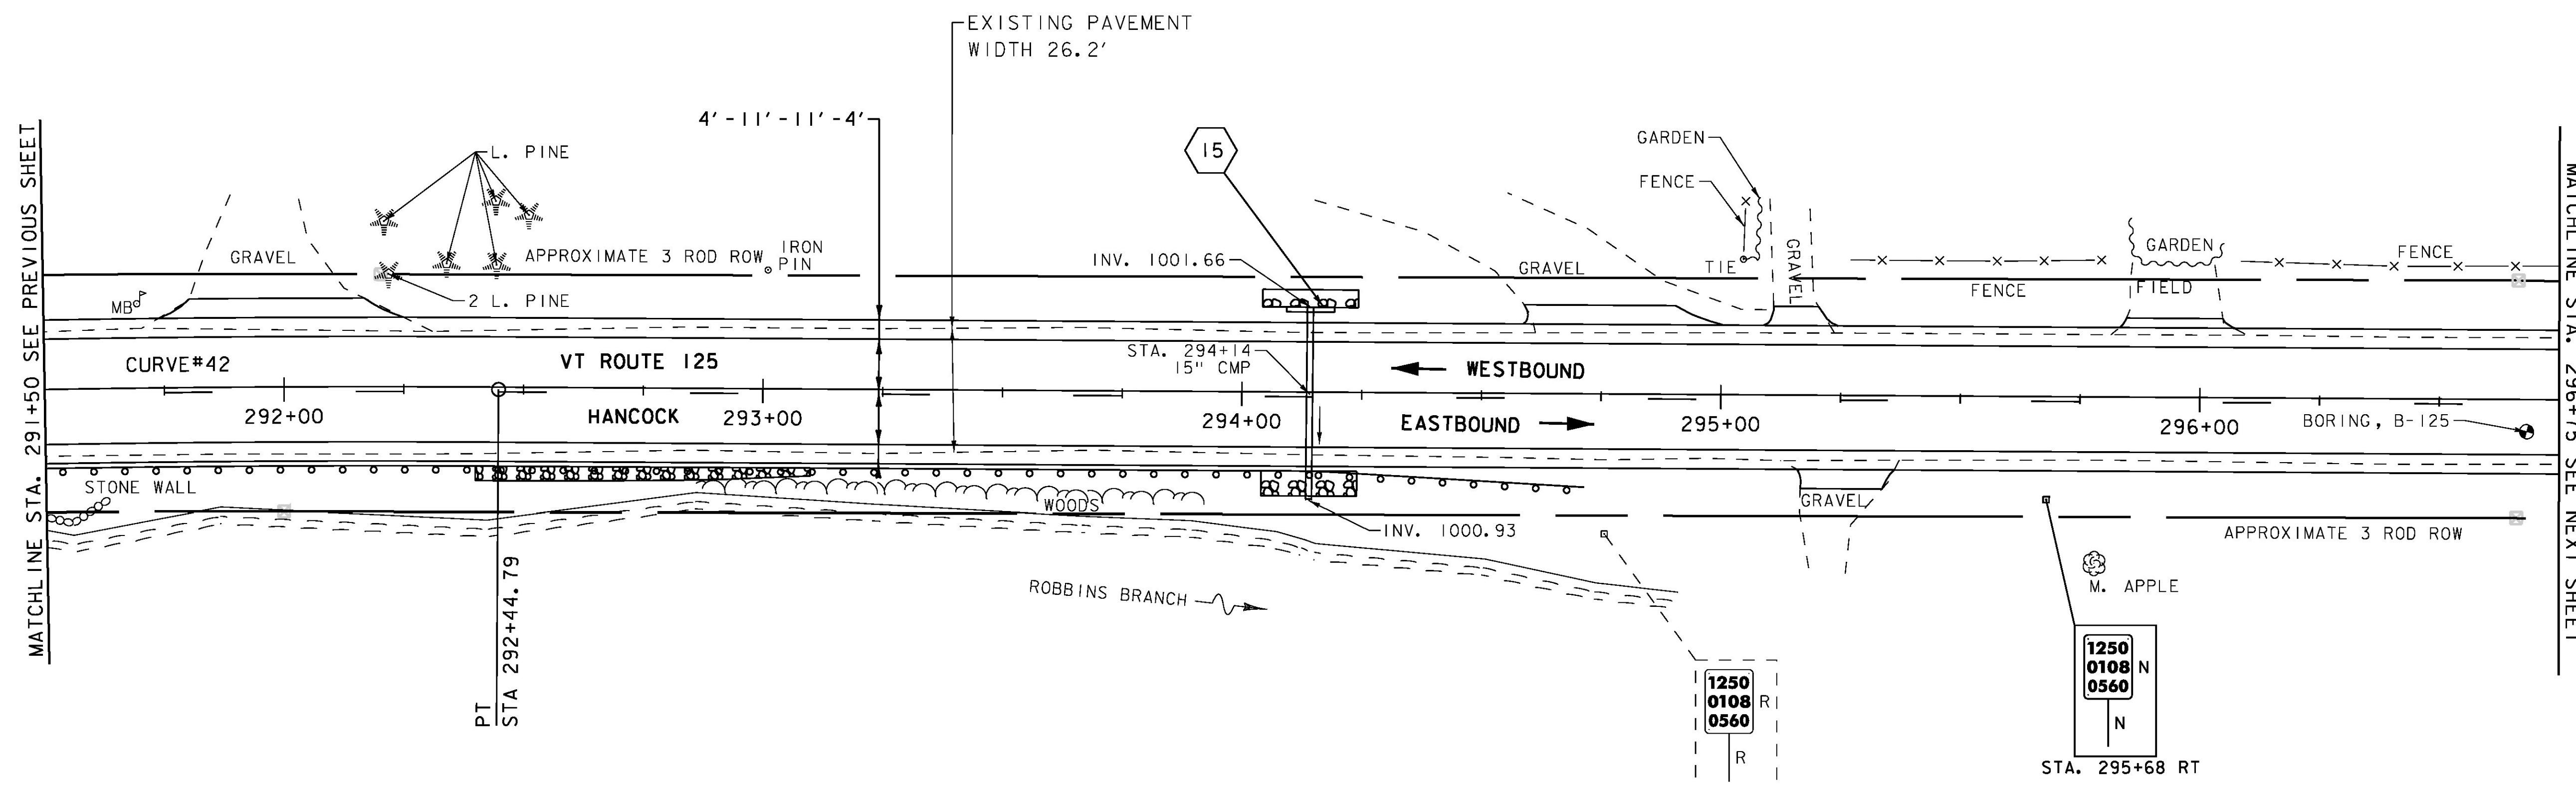 EXISTING PAVEMENT
WIDTH 26.2'
4'-11'-11'-4'
15
L. PINE
GARDEN
FENCE
MATCHLINE STA. 291+50 SEE PREVIOUS SHEET
MATCHLINE STA. 296+75 SEE NEXT SHEET
GRAVEL
APPROXIMATE 3 ROD ROW
IRON
PIN
INV. 1001.66
GRAVEL
TIE
GRAVEL
GARDEN
FENCE
FENCE
FIELD
MB
2 L. PINE
CURVE#42
VT ROUTE 125
STA. 294+14
15" CMP
WESTBOUND
292+00
HANCOCK
293+00
294+00
EASTBOUND
295+00
296+00
BORING, B-125
STONE WALL
WOODS
GRAVEL
INV. 1000.93
APPROXIMATE 3 ROD ROW
ROBBINS BRANCH
M. APPLE
PT
STA 292+44.79
1250
0108 R
0560
R
1250
0108 N
0560
N
STA. 295+68 RT